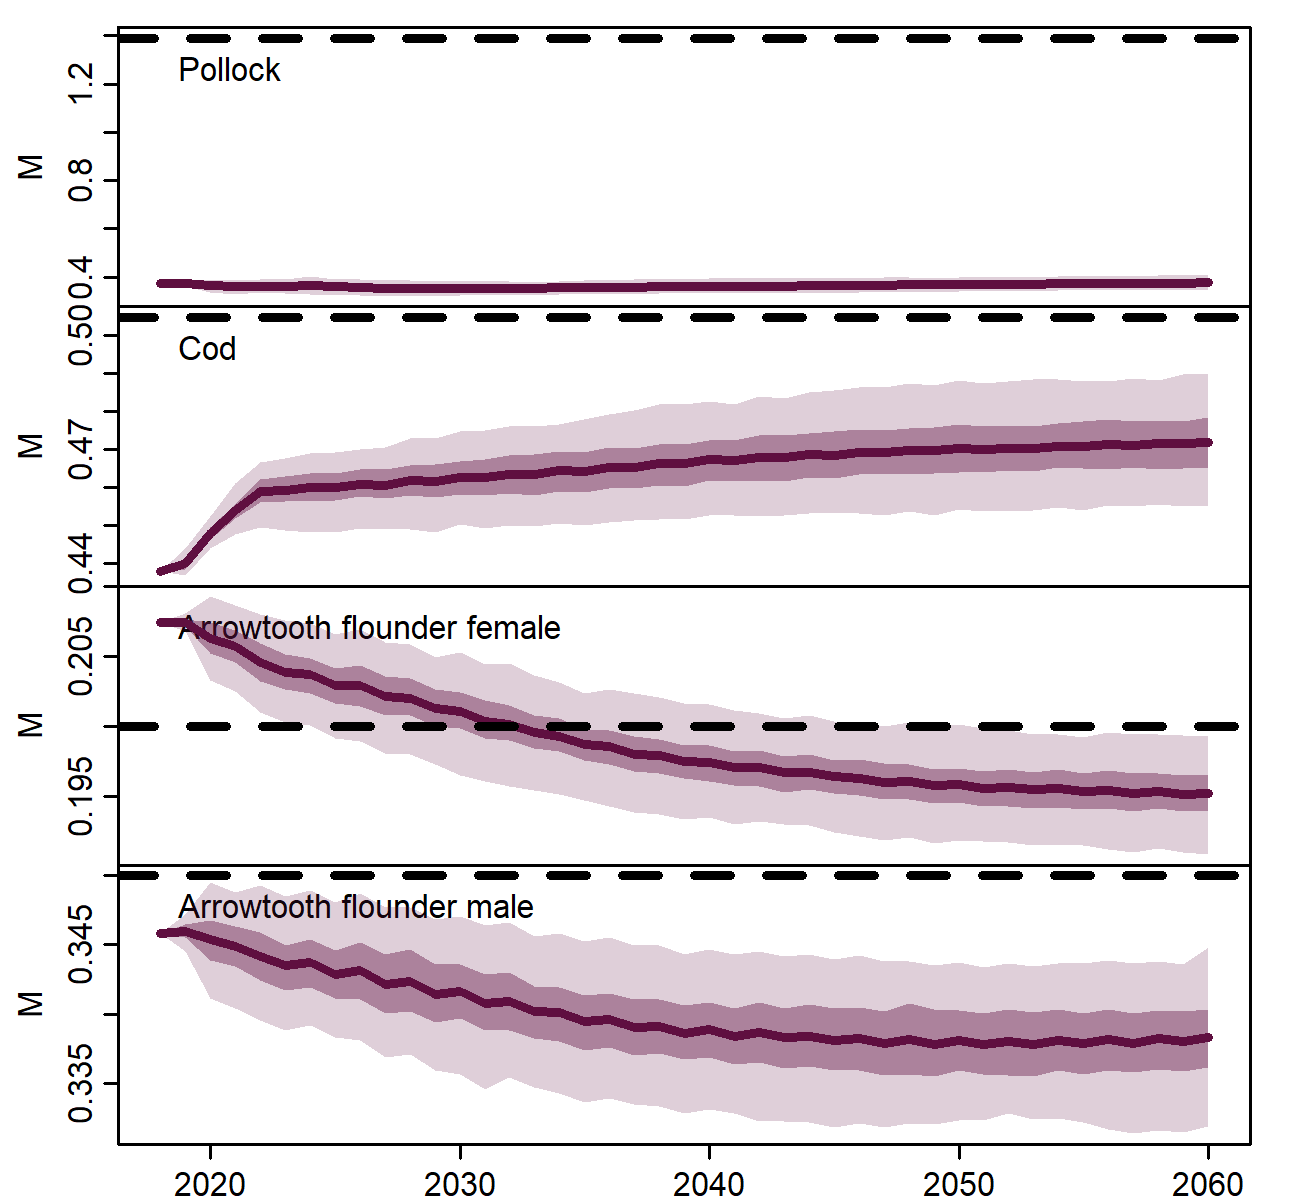 Pollock
M
1.2
0.8
0.4
Cod
M
0.50
0.47
0.44
Arrowtooth flounder female
M
0.205
0.195
Arrowtooth flounder male
M
0.345
0.335
2020 2030 2040 2050 2060